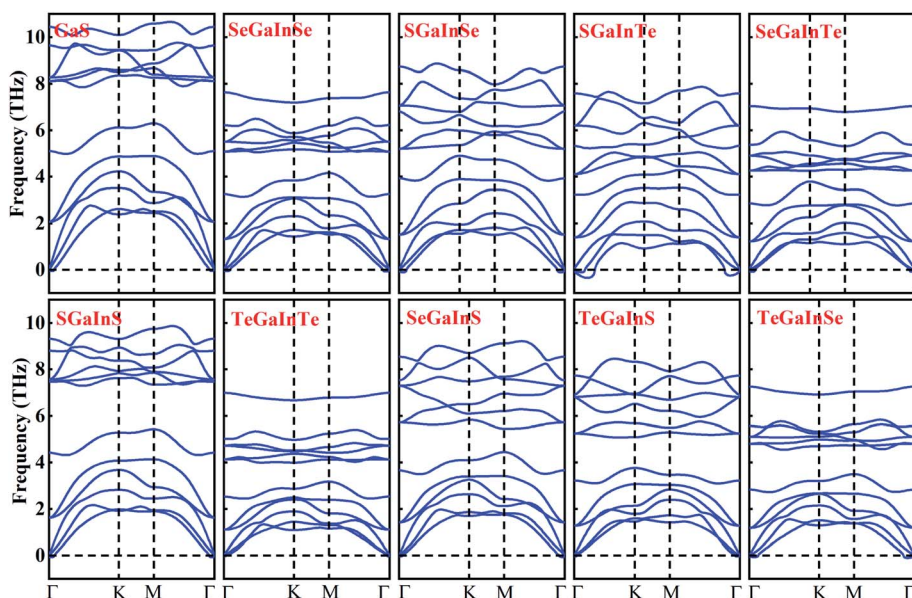 GaS
SeGaInSe
SGaInSe
SGaInTe
SeGaInTe
10
8
6
4
2
0
Frequency (THz)
SGaInS
TeGaInTe
SeGaInS
TeGaInS
TeGaInSe
10
8
6
4
2
0
Frequency (THz)
Γ K M Γ K M Γ K M Γ K M Γ K M Γ